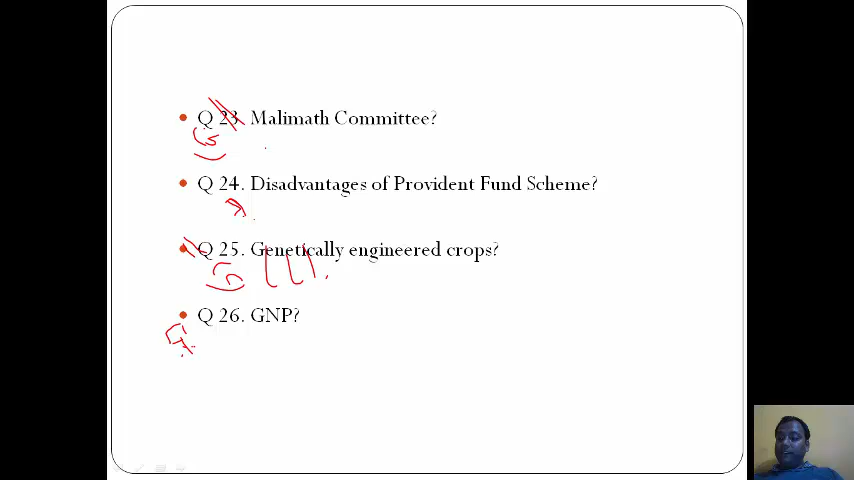 Q 23. Malimath Committee?
Q 24. Disadvantages of Provident Fund Scheme?
Q 25. Genetically engineered crops?
Q 26. GNP?